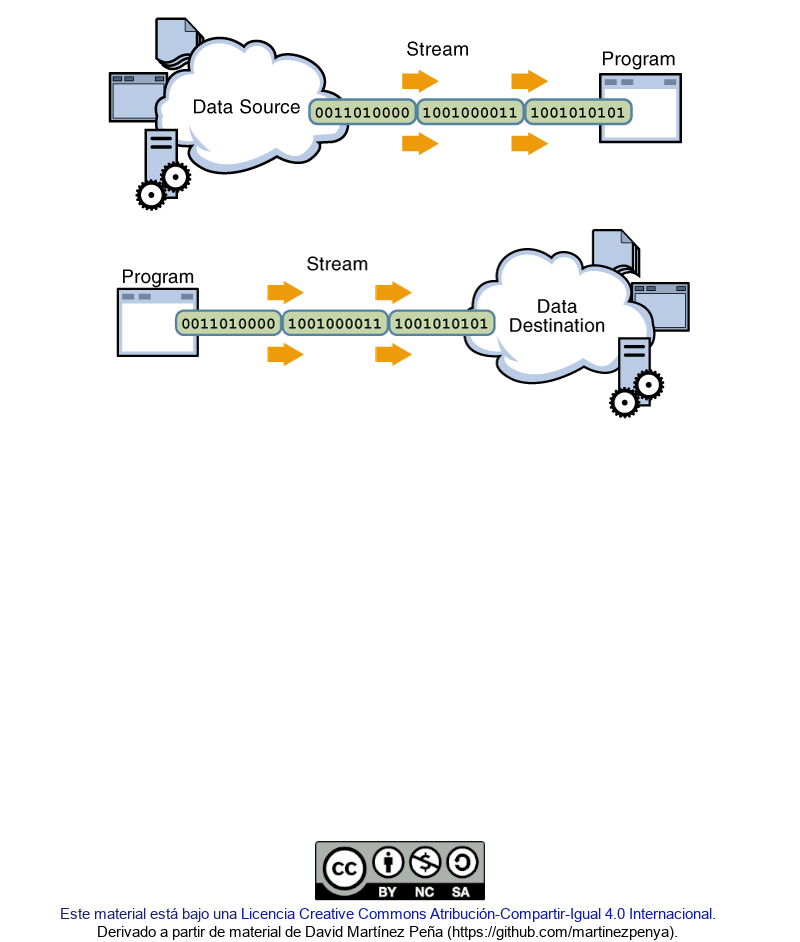 Stream
Program
Data Source
0011010000 1001000011 1001010101
Program
Stream
Data
Destination
0011010000 1001000011 1001010101
CC
BY NC SA
Este material está bajo una Licencia Creative Commons Atribución-Compartir-Igual 4.0 Internacional.
Derivado a partir de material de David Martínez Peña (https://github.com/martinezpenya).